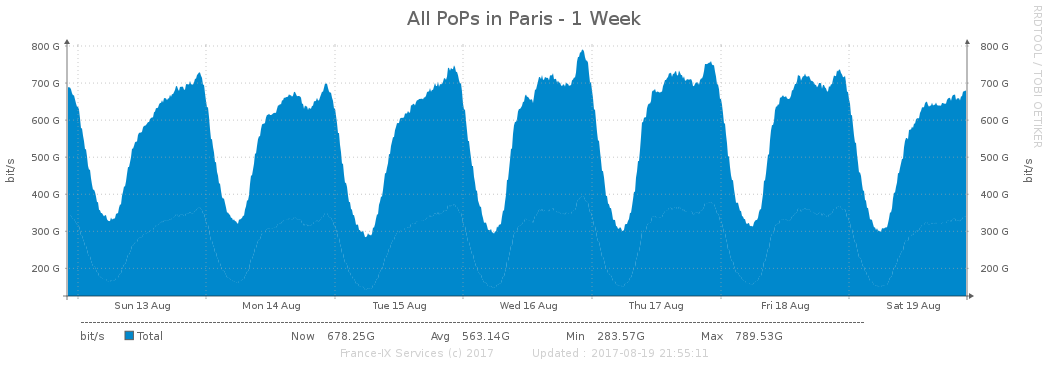 All PoPs in Paris - 1 Week
RRDTOOL / TOBI OETIKER
bit/s
800 G
700 G
600 G
500 G
400 G
300 G
200 G
800 G
700 G
600 G
500 G
400 G
300 G
200 G
bit/s
Sun 13 Aug Mon 14 Aug Tue 15 Aug Wed 16 Aug Thu 17 Aug Fri 18 Aug Sat 19 Aug
bit/s Total Now 678.25G Avg 563.14G Min 283.57G Max 789.53G
France-IX Services (c) 2017 Updated : 2017-08-19 21:55:11